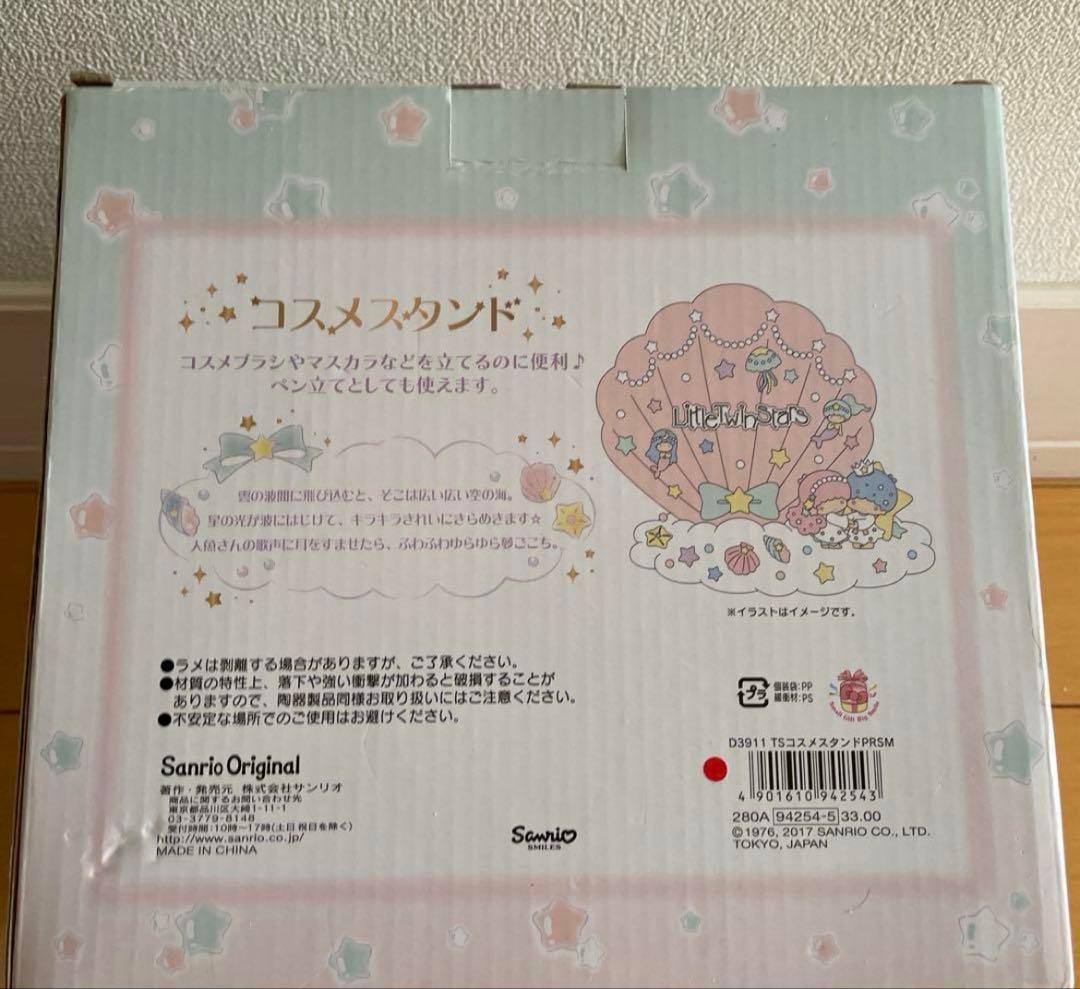 コスメスタンド
コスメブラシやマスカラなどを立てるのに便利♪
ペン立てとしても使えます。
雲の波間に飛び込むと、そこは広い広い空の海。
星の光が波にはじけて、キラキラきれいにきらめきます☆
人魚さんの歌声に耳をすませたら、ふわふわゆらゆら夢ごこち。
LittleTwinStars
※イラストはイメージです。
●ラメは剥離する場合がありますが、ご了承ください。
●材質の特性上、落下や強い衝撃が加わると破損することが
ありますので、陶器製品同様お取り扱いにはご注意ください。
●不安定な場所でのご使用はお避けください。
プラ
個装袋:PP
緩衝材:PS
Small Gift Big Smile
Sanrio Original
著作・発売元 株式会社サンリオ
商品に関するお問い合わせ先
東京都品川区大崎1-11-1
03-3779-8148
受付時間:10時～17時(土日祝日を除く)
http://www.sanrio.co.jp/
MADE IN CHINA
Sanrio
SMILES
D3911 TSコスメスタンドPRSM
4 901610 942543
280A 94254-5 33.00
©1976, 2017 SANRIO CO., LTD.
TOKYO, JAPAN